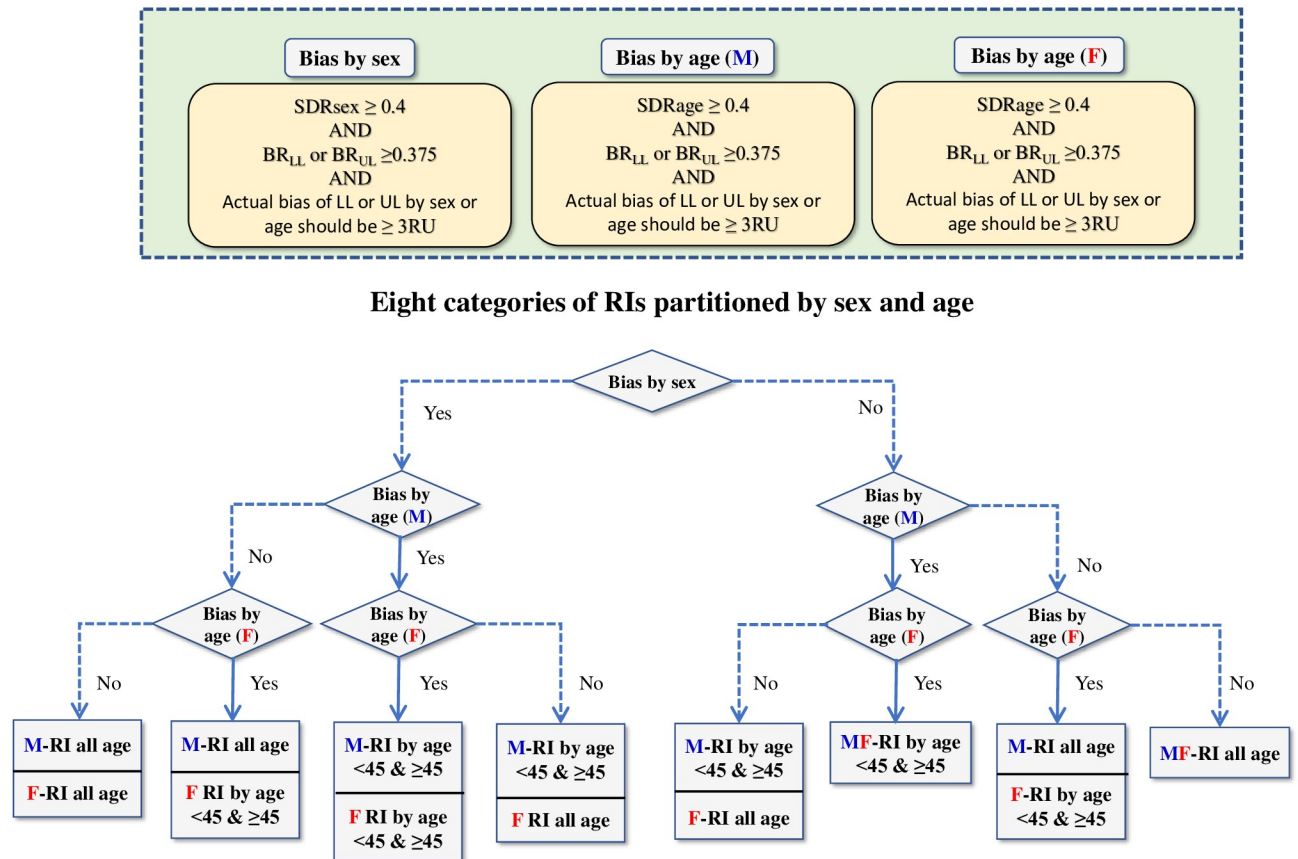 Bias by sex
SDRsex ≥ 0.4
AND
BR_LL or BR_UL ≥0.375
AND
Actual bias of LL or UL by sex or
age should be ≥ 3RU
Bias by age (M)
SDRage ≥ 0.4
AND
BR_LL or BR_UL ≥0.375
AND
Actual bias of LL or UL by sex or
age should be ≥ 3RU
Bias by age (F)
SDRage ≥ 0.4
AND
BR_LL or BR_UL ≥0.375
AND
Actual bias of LL or UL by sex or
age should be ≥ 3RU
Eight categories of RIs partitioned by sex and age
Bias by sex
Yes
No
Bias by
age (M)
Bias by
age (M)
No
Yes
Yes
No
Bias by
age (F)
Bias by
age (F)
Bias by
age (F)
Bias by
age (F)
No
Yes
Yes
No
No
Yes
Yes
No
M-RI all age
F-RI all age
M-RI all age
F RI by age
<45 & ≥45
M-RI by age
<45 & ≥45
F RI by age
<45 & ≥45
M-RI by age
<45 & ≥45
F RI all age
M-RI by age
<45 & ≥45
F-RI all age
MF-RI by age
<45 & ≥45
M-RI all age
F-RI by age
<45 & ≥45
MF-RI all age